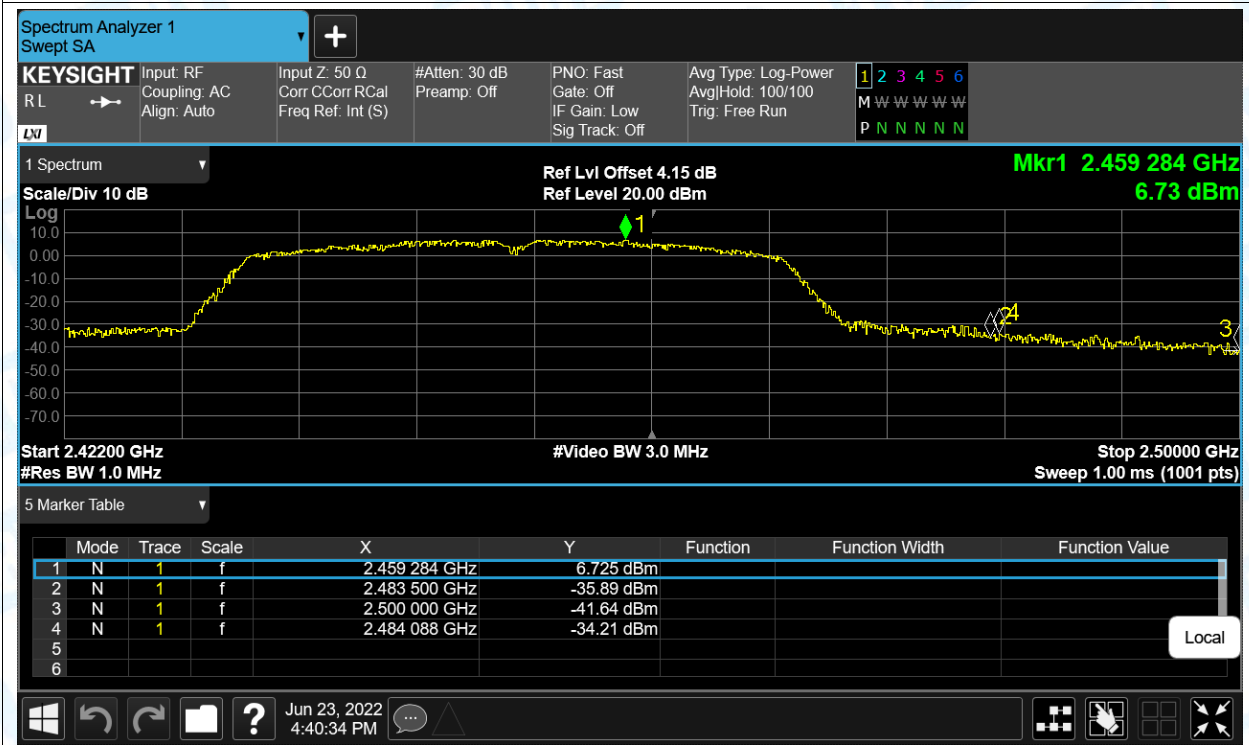 Spectrum Analyzer 1
Swept SA
+
KEYSIGHT
R L
LXI
Input: RF
Coupling: AC
Align: Auto
Input Z: 50 Ω
Corr CCorr RCal
Freq Ref: Int (S)
#Atten: 30 dB
Preamp: Off
PNO: Fast
Gate: Off
IF Gain: Low
Sig Track: Off
Avg Type: Log-Power
Avg|Hold: 100/100
Trig: Free Run
1 2 3 4 5 6
M W W W W W
P N N N N N
1 Spectrum
Scale/Div 10 dB
Ref Lvl Offset 4.15 dB
Ref Level 20.00 dBm
Mkr1 2.459 284 GHz
6.73 dBm
Log
10.0
0.00
-10.0
-20.0
-30.0
-40.0
-50.0
-60.0
-70.0
1
2
4
3
Start 2.42200 GHz
#Res BW 1.0 MHz
#Video BW 3.0 MHz
Stop 2.50000 GHz
Sweep 1.00 ms (1001 pts)
5 Marker Table
Mode Trace Scale X Y Function Function Width Function Value
1 N 1 f 2.459 284 GHz 6.725 dBm
2 N 1 f 2.483 500 GHz -35.89 dBm
3 N 1 f 2.500 000 GHz -41.64 dBm
4 N 1 f 2.484 088 GHz -34.21 dBm
5
6
Local
?
Jun 23, 2022
4:40:34 PM